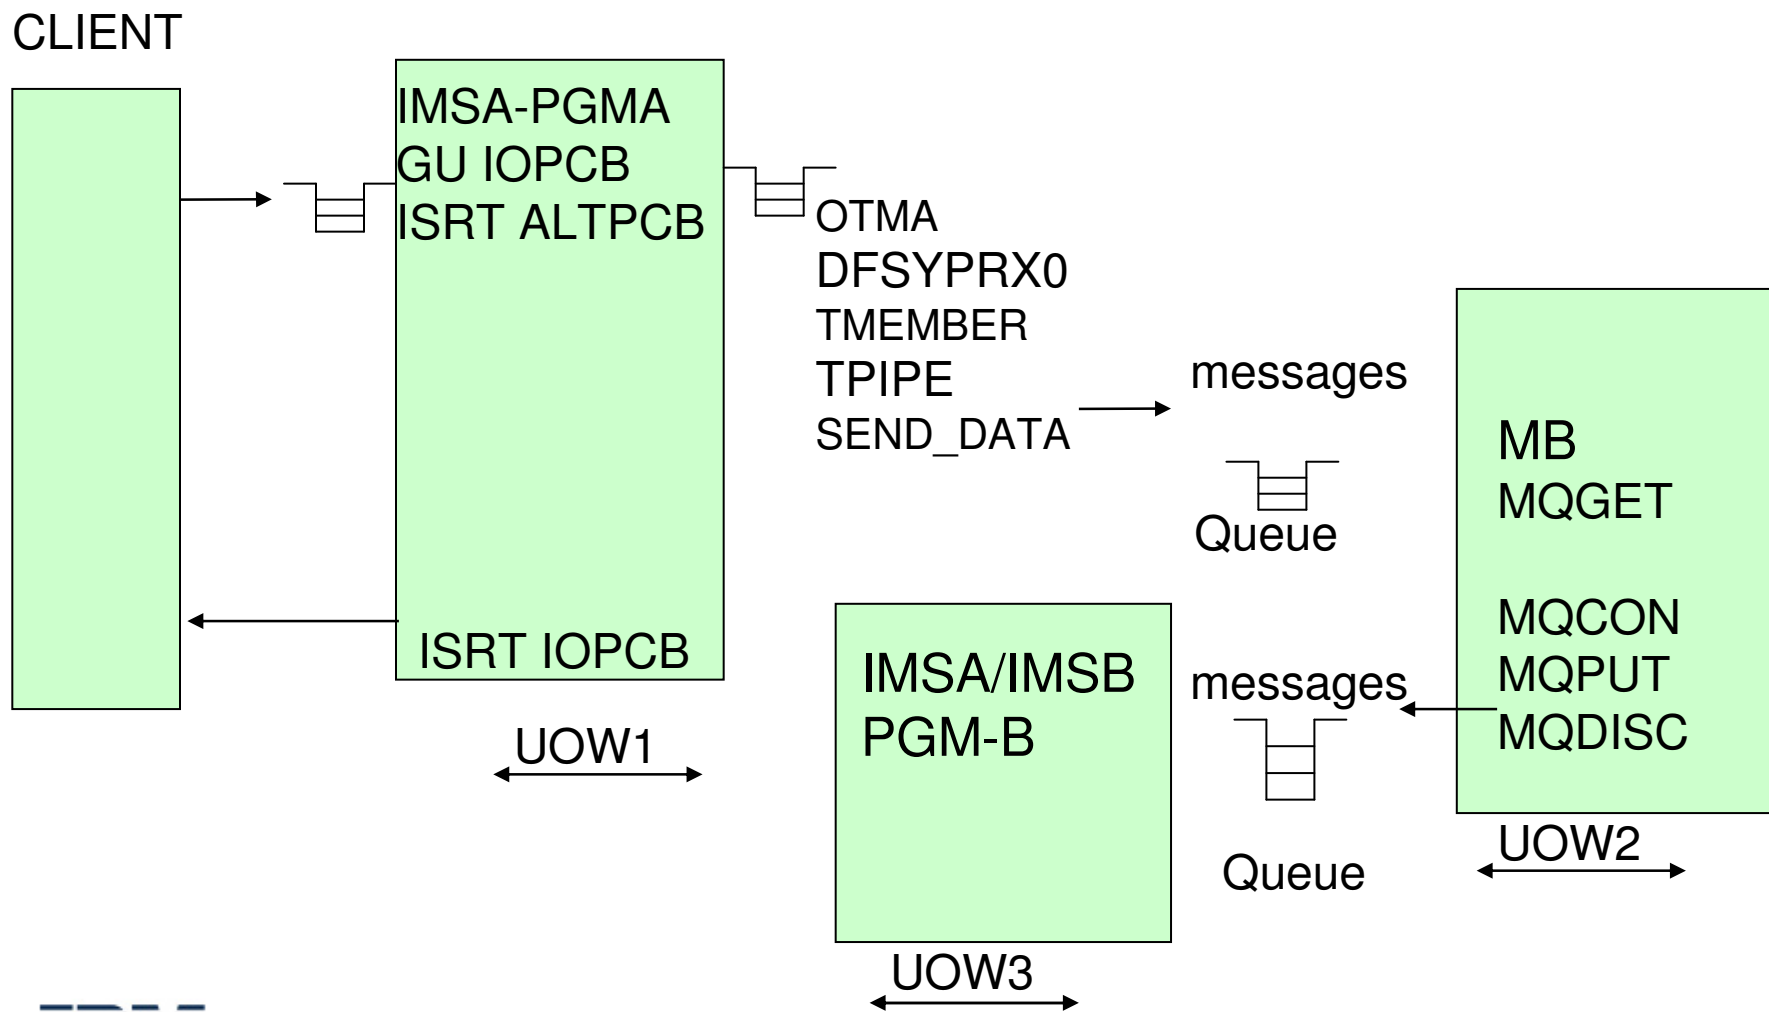 CLIENT
IMSA-PGMA
GU IOPCB
ISRT ALTPCB
ISRT IOPCB
UOW1
OTMA
DFSYPRX0
TMEMBER
TPIPE
SEND_DATA
messages
Queue
MB
MQGET
MQCON
MQPUT
MQDISC
UOW2
messages
Queue
IMSA/IMSB
PGM-B
UOW3